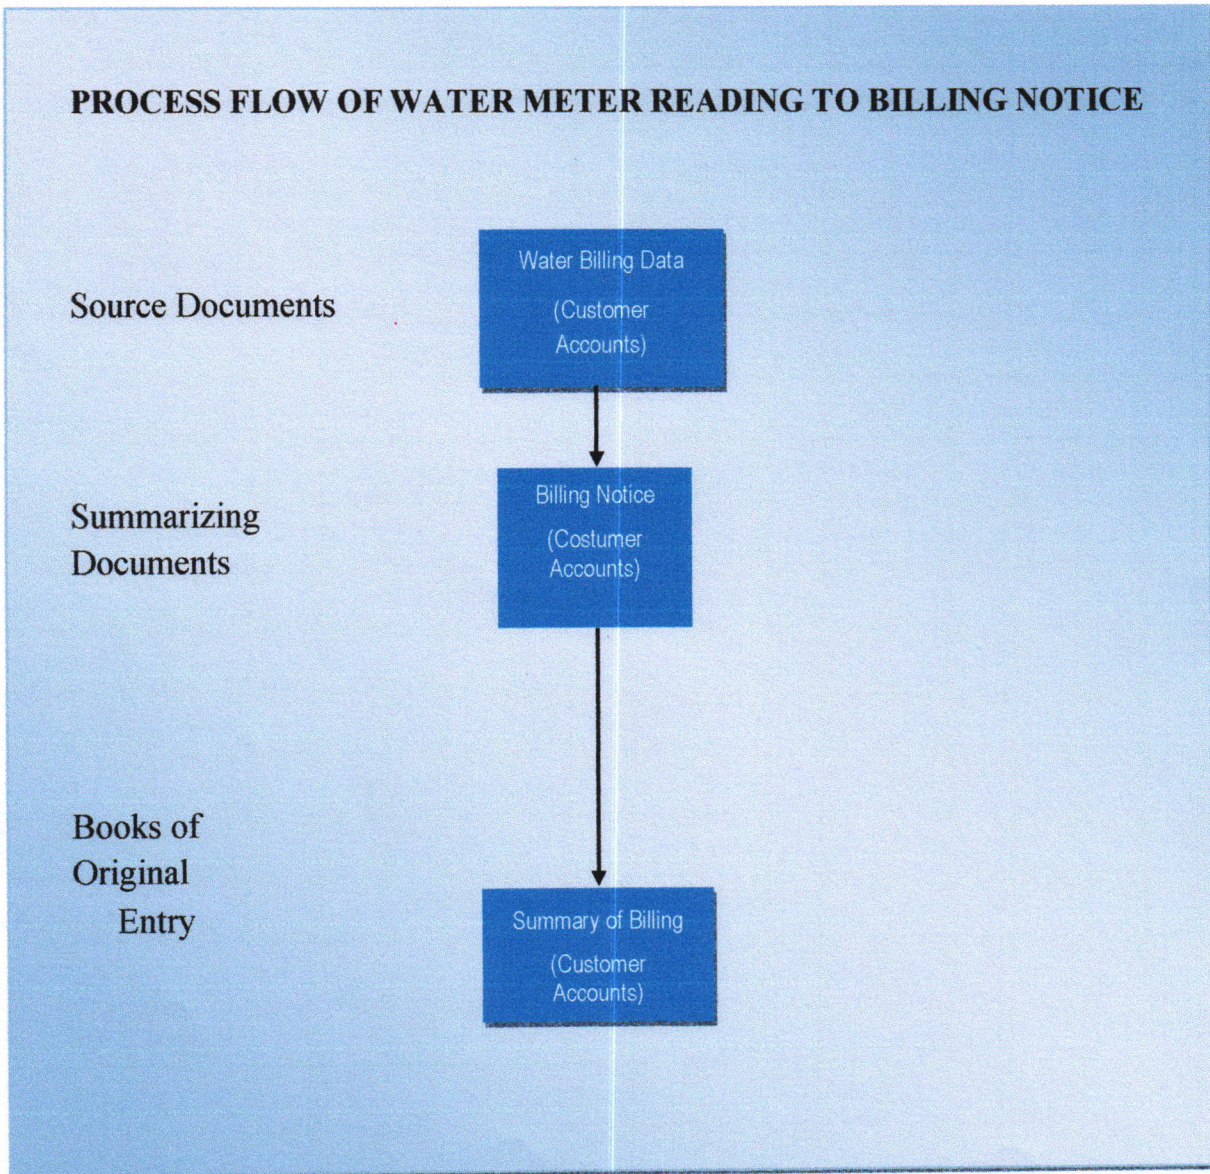 PROCESS FLOW OF WATER METER READING TO BILLING NOTICE
Water Billing Data
(Customer
Accounts)
Source Documents
Billing Notice
(Costumer
Accounts)
Summarizing
Documents
Books of
Original
Entry
Summary of Billing
(Customer
Accounts)